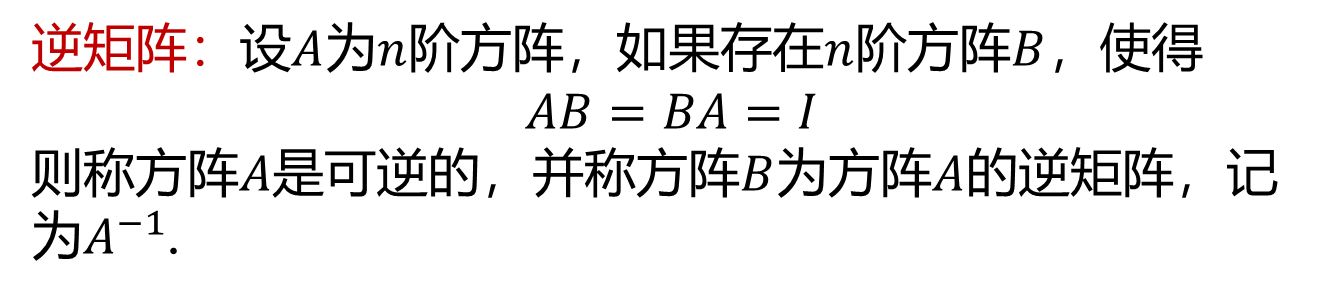 逆矩阵：设A为n阶方阵，如果存在n阶方阵B，使得
AB = BA = I
则称方阵A是可逆的，并称方阵B为方阵A的逆矩阵，记
为A⁻¹.